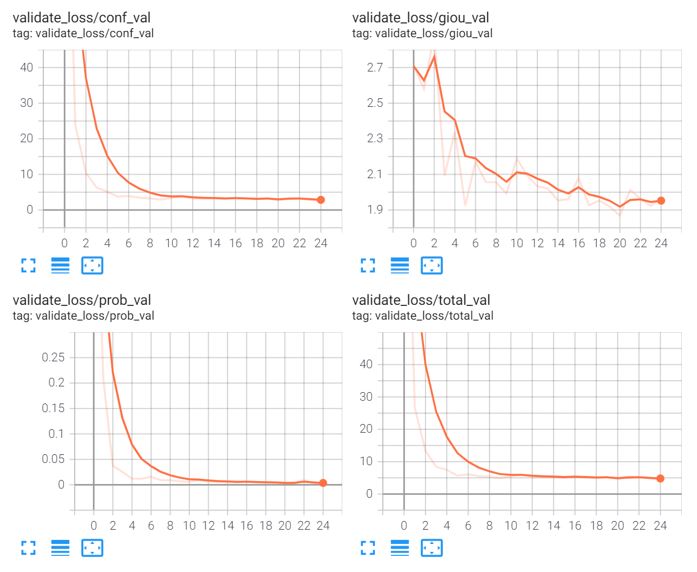 validate_loss/conf_val
tag: validate_loss/conf_val
40
30
20
10
0
0 2 4 6 8 10 12 14 16 18 20 22 24
validate_loss/giou_val
tag: validate_loss/giou_val
2.7
2.5
2.3
2.1
1.9
0 2 4 6 8 10 12 14 16 18 20 22 24
validate_loss/prob_val
tag: validate_loss/prob_val
0.25
0.2
0.15
0.1
0.05
0
0 2 4 6 8 10 12 14 16 18 20 22 24
validate_loss/total_val
tag: validate_loss/total_val
40
30
20
10
0
0 2 4 6 8 10 12 14 16 18 20 22 24